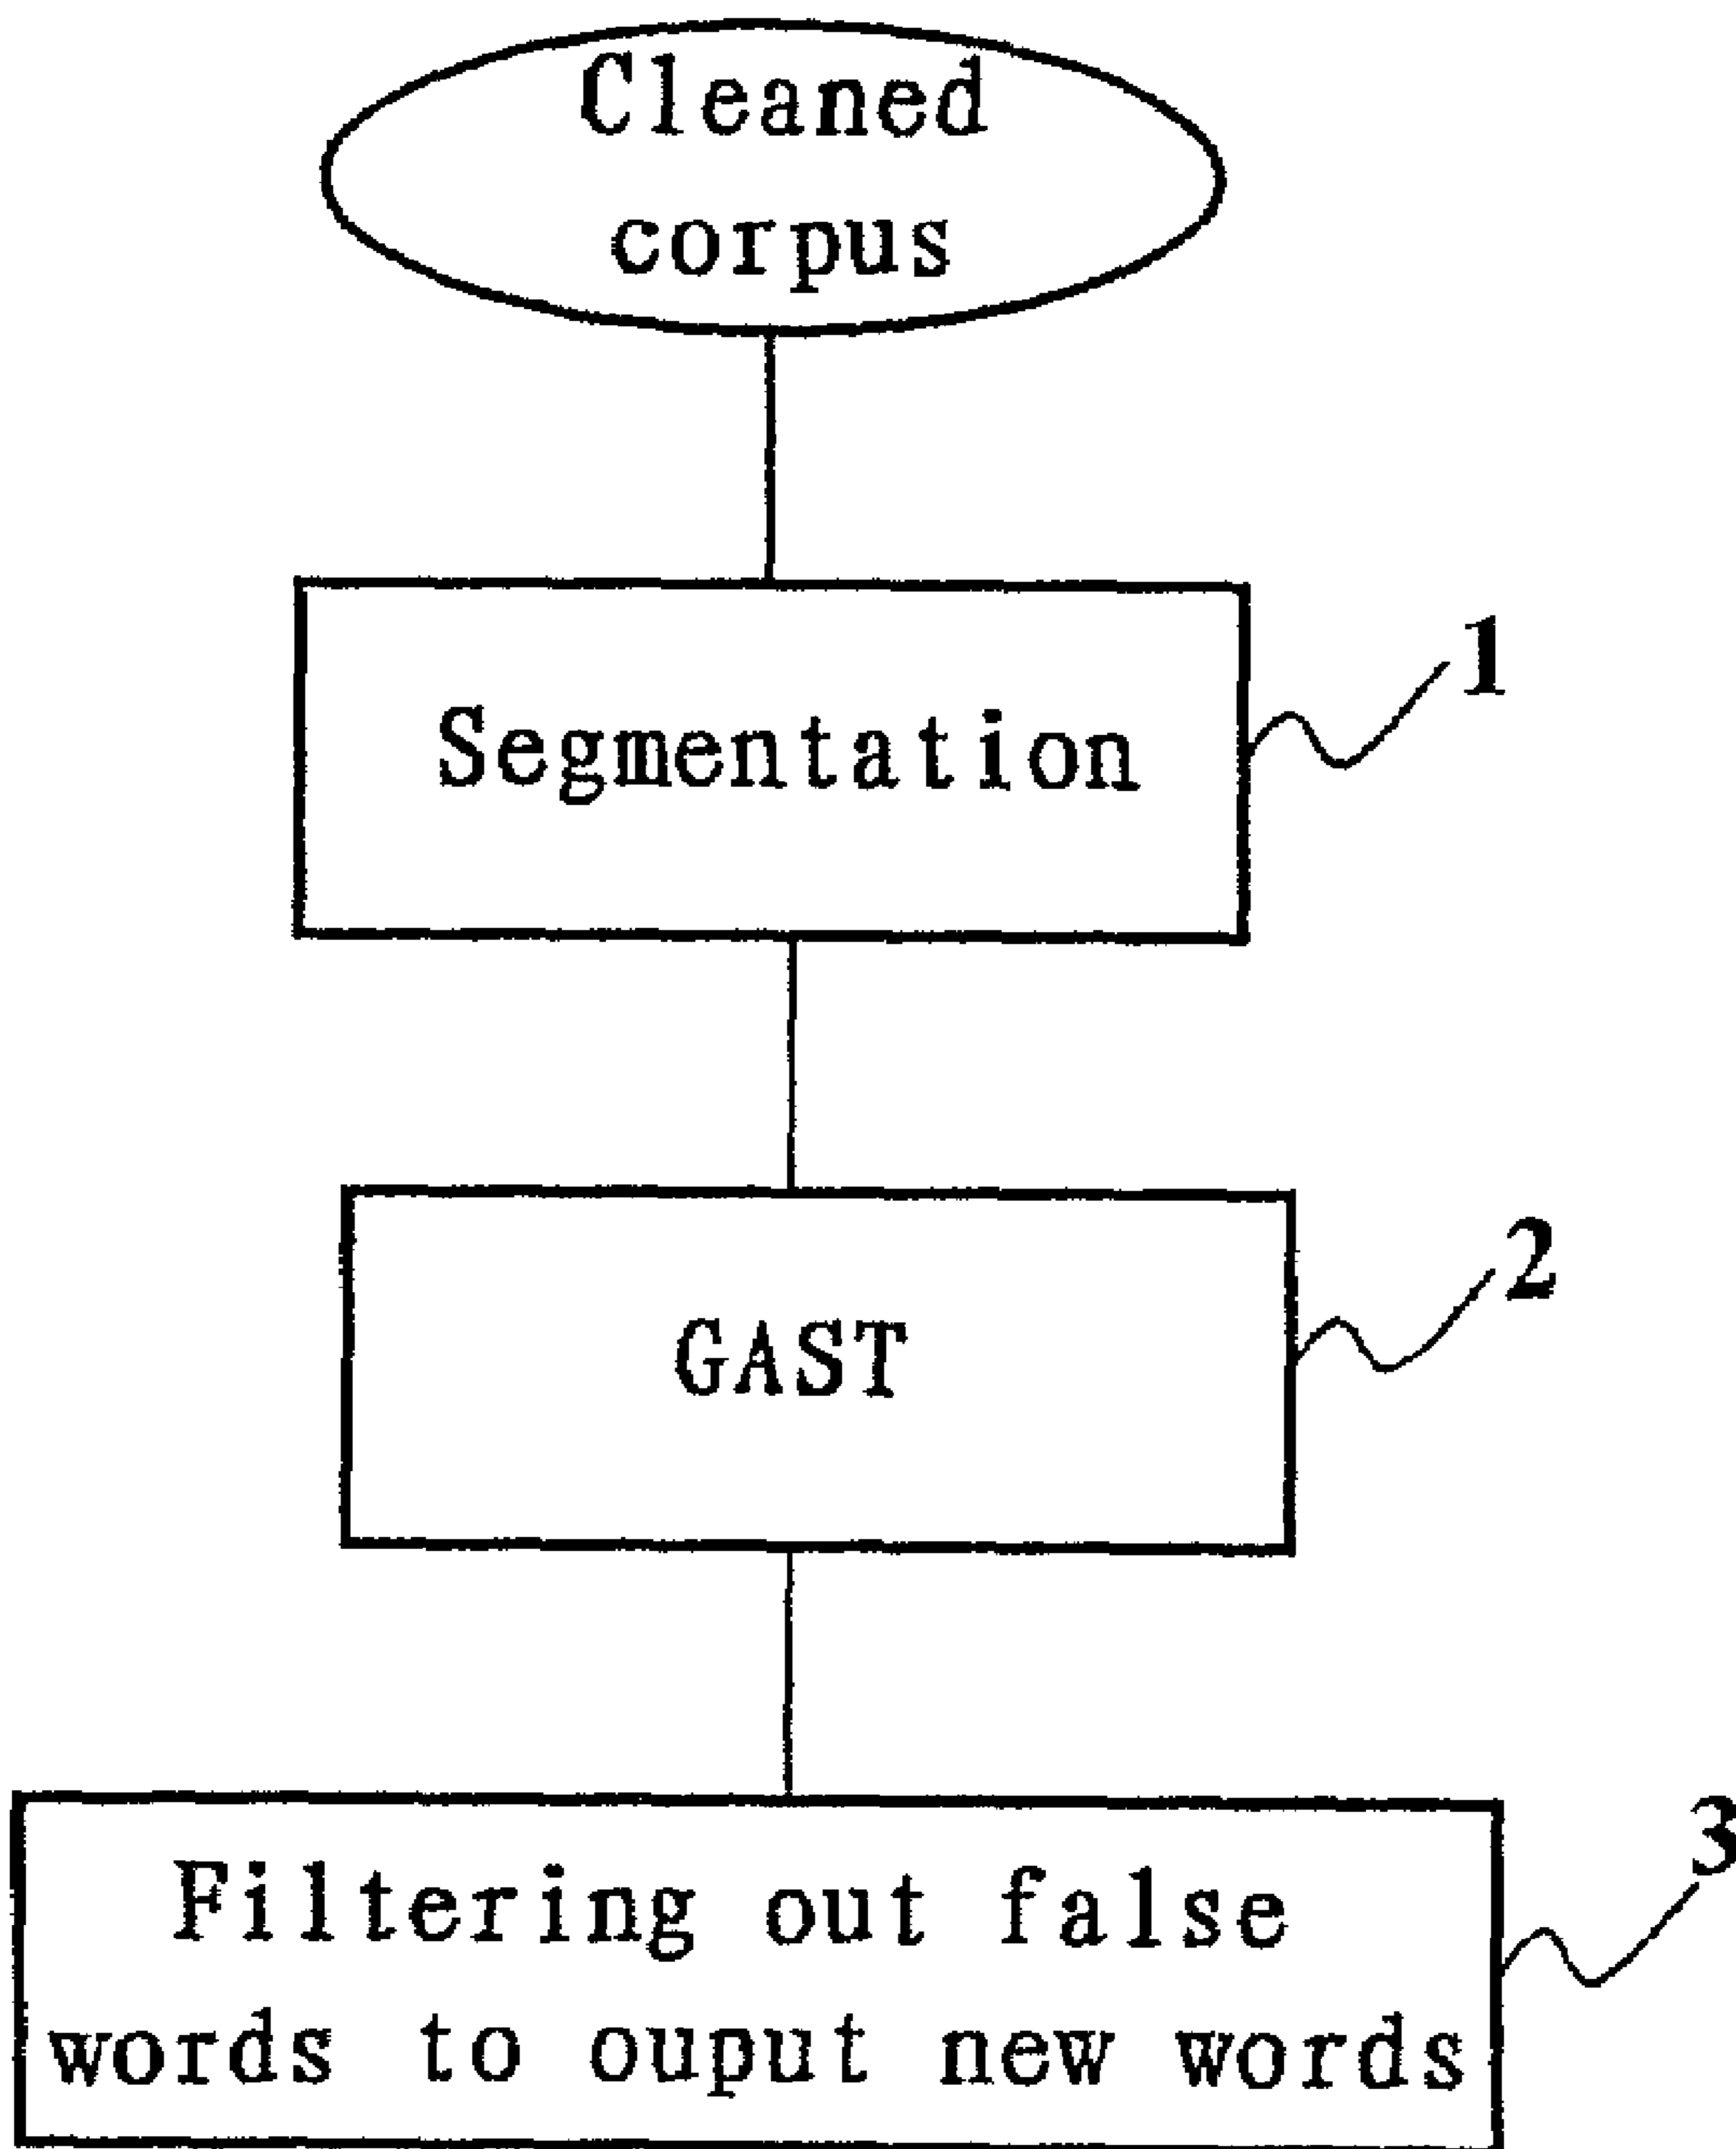 Cleaned
corpus
Segmentation
1
GAST
2
Filtering out false
words to ouput new words
3